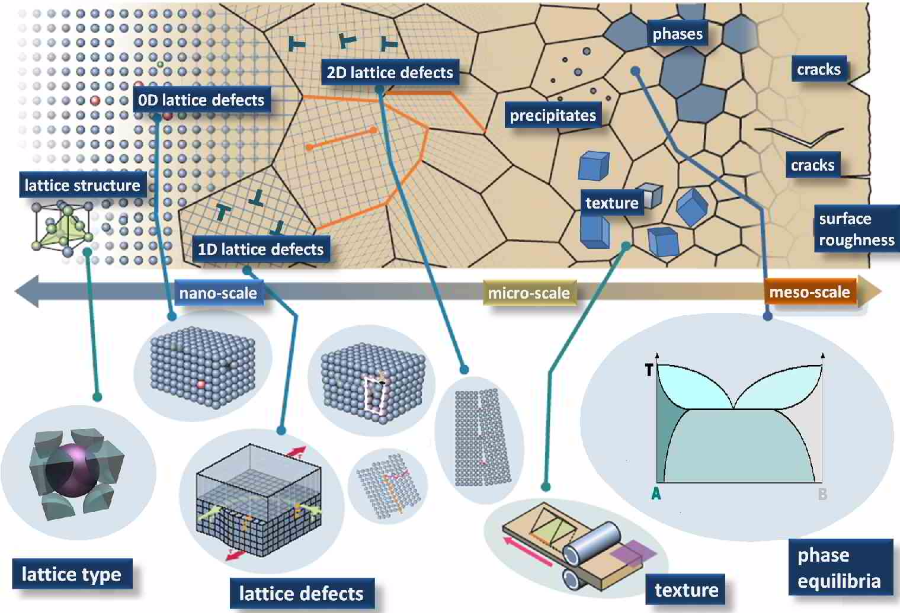 phases
2D lattice defects
cracks
0D lattice defects
precipitates
cracks
lattice structure
texture
surface
roughness
1D lattice defects
nano-scale
micro-scale
meso-scale
T
A
B
lattice type
lattice defects
texture
phase
equilibria